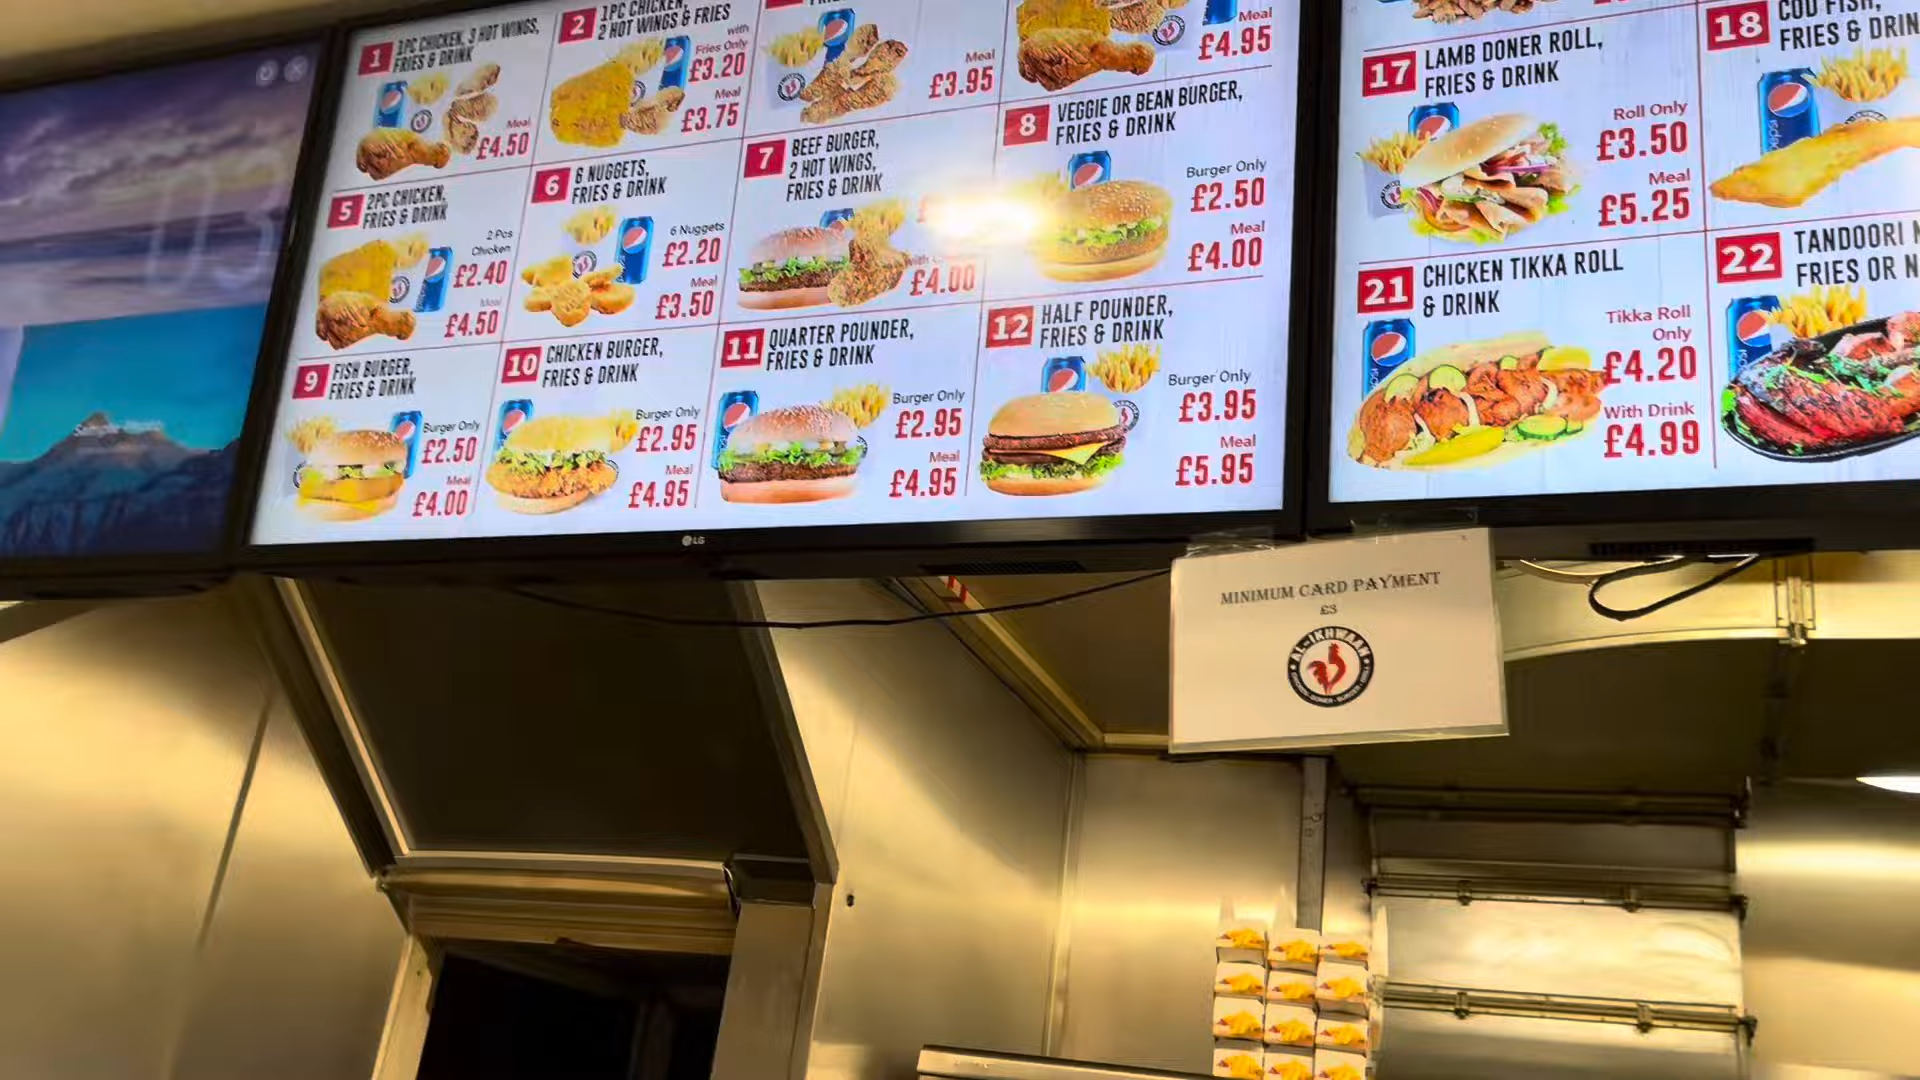 1
1PC CHICKEN, 3 HOT WINGS,
FRIES & DRINK
Meal
£4.50
2
1PC CHICKEN,
2 HOT WINGS & FRIES
with
Fries Only
£3.20
Meal
£3.75
Meal
£3.95
Meal
£4.95
5
2PC CHICKEN,
FRIES & DRINK
2 Pcs
Chicken
£2.40
Meal
£4.50
6
6 NUGGETS,
FRIES & DRINK
6 Nuggets
£2.20
Meal
£3.50
7
BEEF BURGER,
2 HOT WINGS,
FRIES & DRINK
with
£4.00
8
VEGGIE OR BEAN BURGER,
FRIES & DRINK
Burger Only
£2.50
Meal
£4.00
9
FISH BURGER,
FRIES & DRINK
Burger Only
£2.50
Meal
£4.00
10
CHICKEN BURGER,
FRIES & DRINK
Burger Only
£2.95
Meal
£4.95
11
QUARTER POUNDER,
FRIES & DRINK
Burger Only
£2.95
Meal
£4.95
12
HALF POUNDER,
FRIES & DRINK
Burger Only
£3.95
Meal
£5.95
LG
17
LAMB DONER ROLL,
FRIES & DRINK
Roll Only
£3.50
Meal
£5.25
18
COD FISH,
FRIES & DRIN
21
CHICKEN TIKKA ROLL
& DRINK
Tikka Roll
Only
£4.20
With Drink
£4.99
22
TANDOORI
FRIES OR
MINIMUM CARD PAYMENT
£3
AL-IKHWAAN